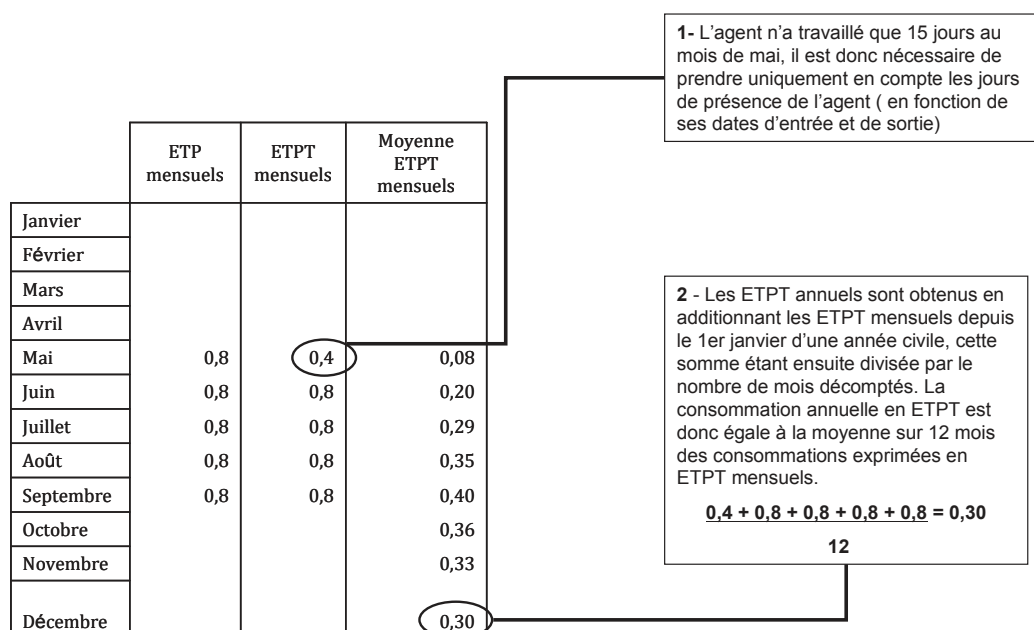 1- L'agent n'a travaillé que 15 jours au
mois de mai, il est donc nécessaire de
prendre uniquement en compte les jours
de présence de l'agent ( en fonction de
ses dates d'entrée et de sortie)
ETP mensuels ETPT mensuels Moyenne ETPT mensuels
Janvier
Février
Mars
Avril
Mai 0,8 0,4 0,08
Juin 0,8 0,8 0,20
Juillet 0,8 0,8 0,29
Août 0,8 0,8 0,35
Septembre 0,8 0,8 0,40
Octobre 0,36
Novembre 0,33
Décembre 0,30
2 - Les ETPT annuels sont obtenus en
additionnant les ETPT mensuels depuis
le 1er janvier d'une année civile, cette
somme étant ensuite divisée par le
nombre de mois décomptés. La
consommation annuelle en ETPT est
donc égale à la moyenne sur 12 mois
des consommations exprimées en
ETPT mensuels.
0,4 + 0,8 + 0,8 + 0,8 + 0,8 = 0,30
12